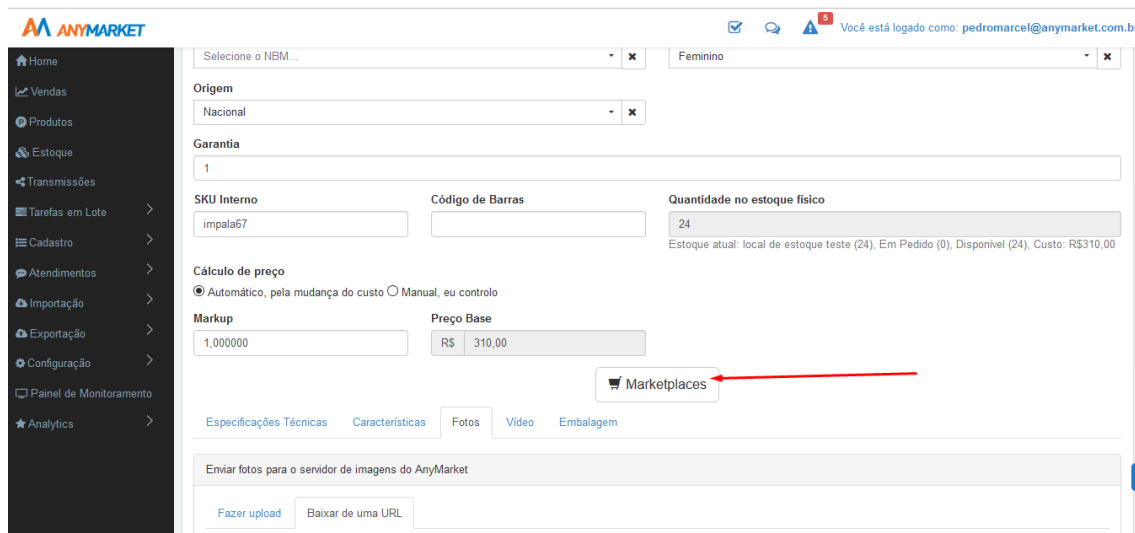 ANYMARKET
5
Você está logado como: pedromarcel@anymarket.com.b
Home
Vendas
Produtos
Estoque
Transmissões
Tarefas em Lote
Cadastro
Atendimentos
Importação
Exportação
Configuração
Painel de Monitoramento
Analytics
Selecione o NBM...
Feminino
Origem
Nacional
Garantia
1
SKU Interno
Código de Barras
Quantidade no estoque físico
impala67
24
Estoque atual: local de estoque teste (24), Em Pedido (0), Disponível (24), Custo: R$310,00
Cálculo de preço
Automático, pela mudança do custo
Manual, eu controlo
Markup
Preço Base
1,000000
R$ 310,00
Marketplaces
Especificações Técnicas
Características
Fotos
Vídeo
Embalagem
Enviar fotos para o servidor de imagens do AnyMarket
Fazer upload
Baixar de uma URL